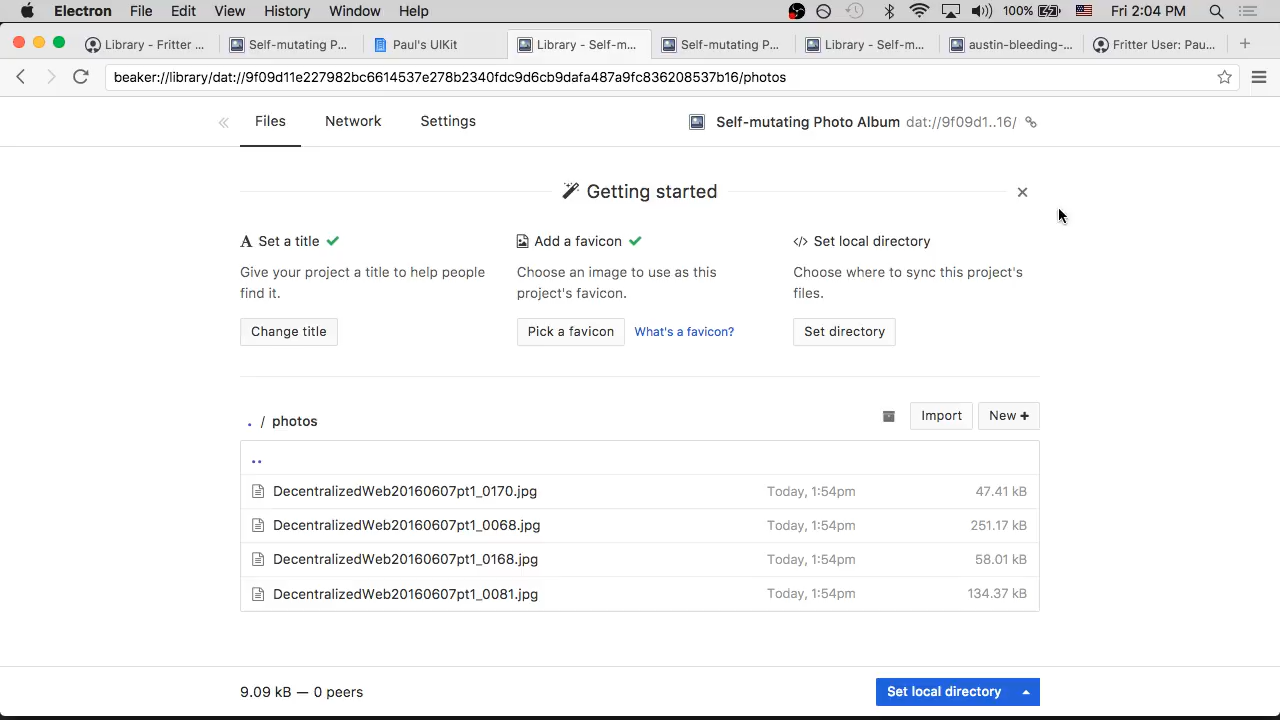 Electron File Edit View History Window Help 100% Fri 2:04 PM
Library - Fritter ... Self-mutating P... Paul's UIKit Library - Self-m... Self-mutating P... Library - Self-m... austin-bleeding-... Fritter User: Pau...
beaker://library/dat://9f09d11e227982bc6614537e278b2340fdc9d6cb9dafa487a9fc836208537b16/photos
Files Network Settings Self-mutating Photo Album dat://9f09d1..16/
Getting started
Set a title Add a favicon Set local directory
Give your project a title to help people Choose an image to use as this Choose where to sync this project's
find it. project's favicon. files.
Change title Pick a favicon What's a favicon? Set directory
. / photos Import New +
..
DecentralizedWeb20160607pt1_0170.jpg Today, 1:54pm 47.41 kB
DecentralizedWeb20160607pt1_0068.jpg Today, 1:54pm 251.17 kB
DecentralizedWeb20160607pt1_0168.jpg Today, 1:54pm 58.01 kB
DecentralizedWeb20160607pt1_0081.jpg Today, 1:54pm 134.37 kB
9.09 kB — 0 peers Set local directory